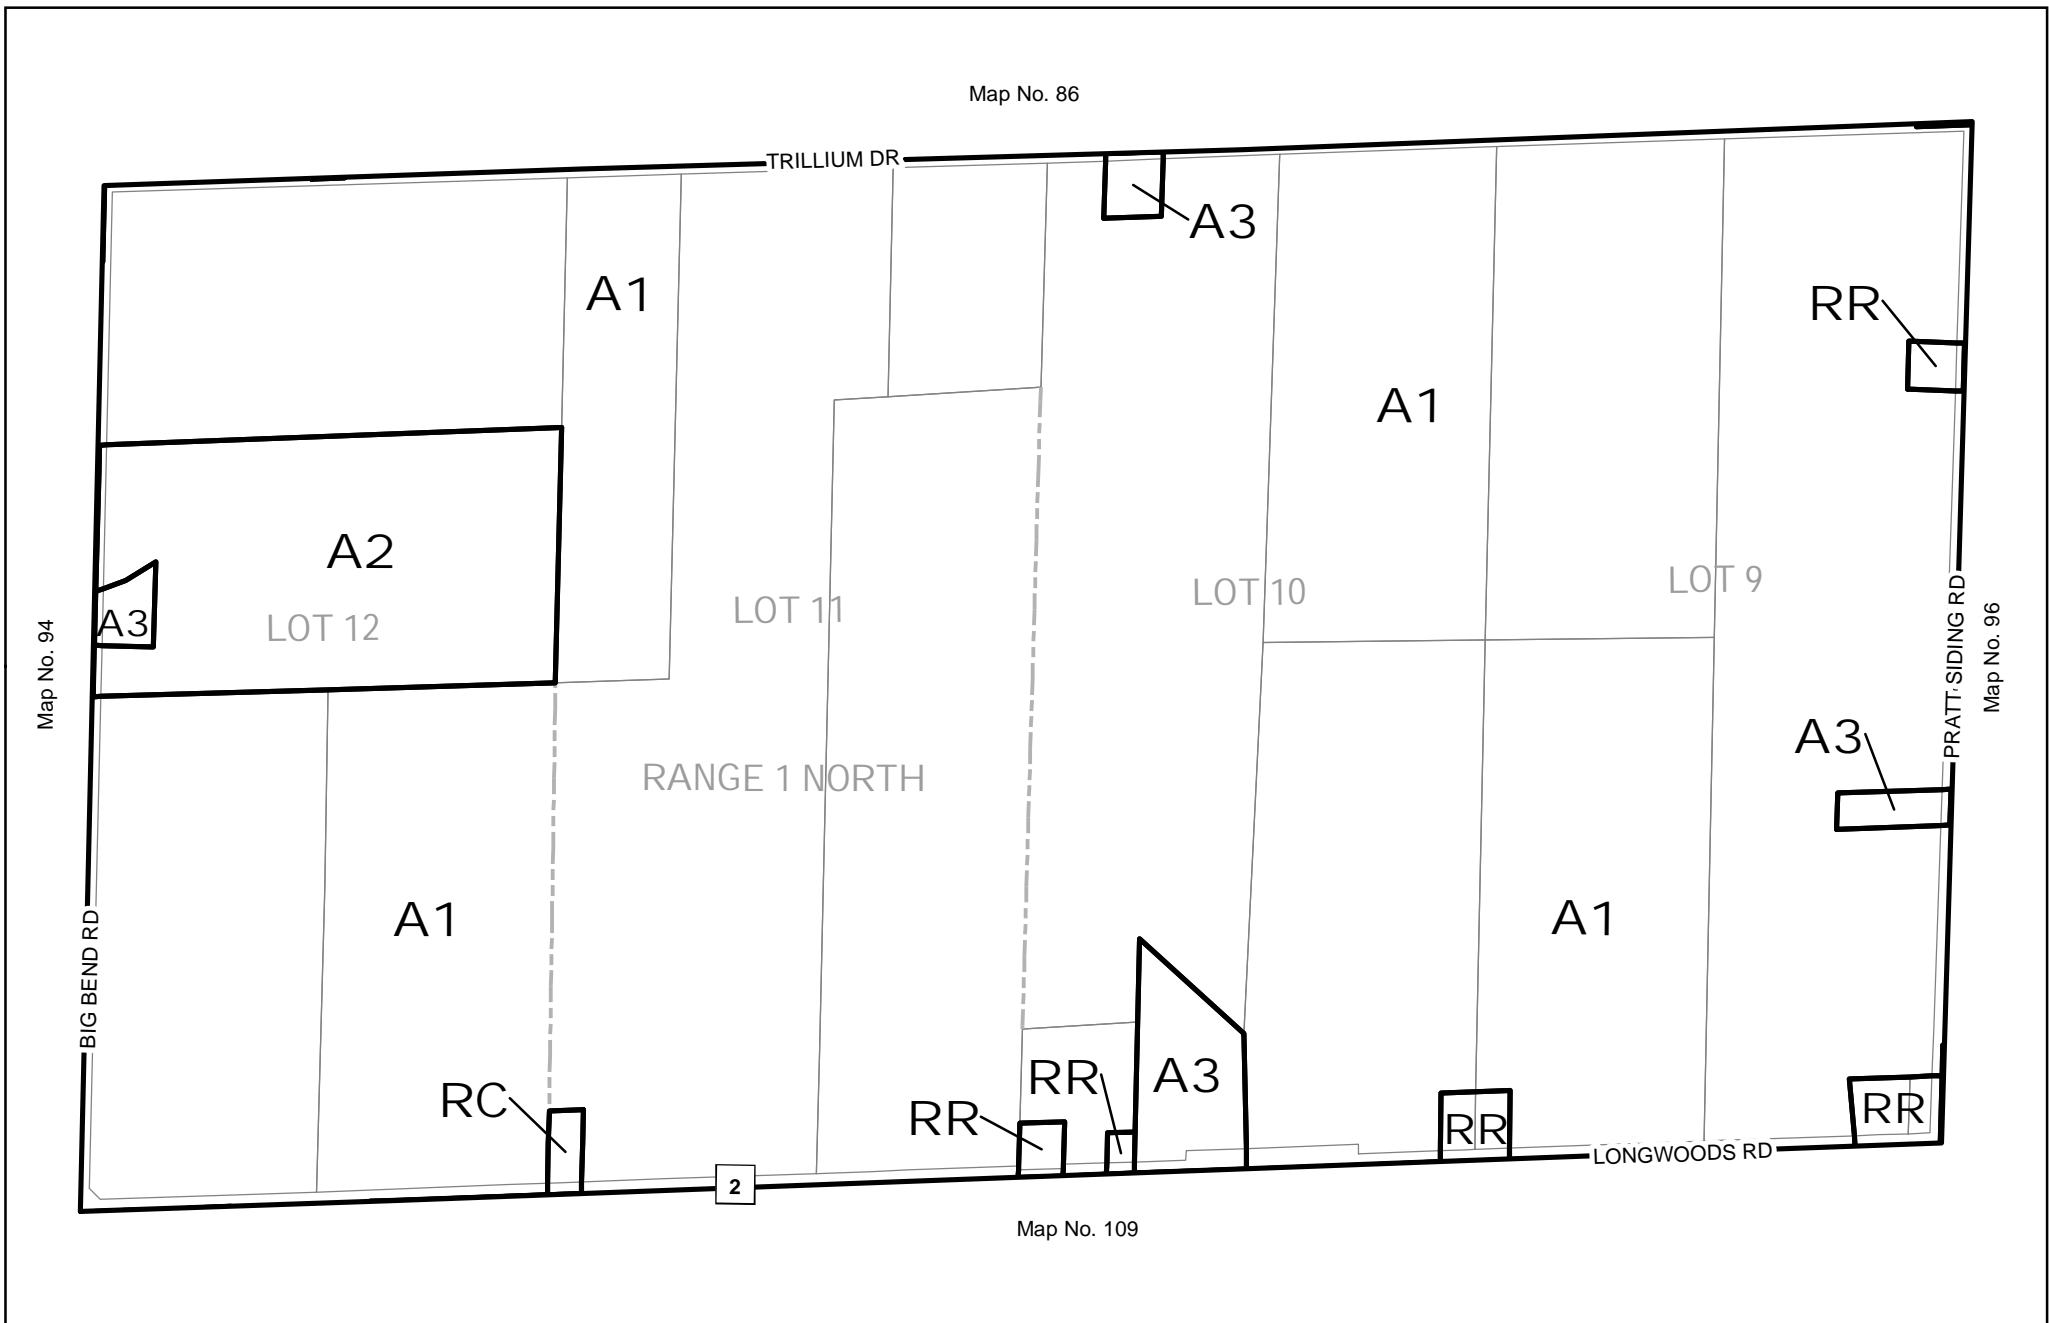 Map No. 86
TRILLIUM DR
A3
A1
RR
A1
A2
A3
LOT 12
LOT 11
LOT 10
LOT 9
PRATT SIDING RD
Map No. 96
Map No. 94
A3
RANGE 1 NORTH
A1
A1
BIG BEND RD
RC
RR
RR
A3
RR
RR
LONGWOODS RD
2
Map No. 109